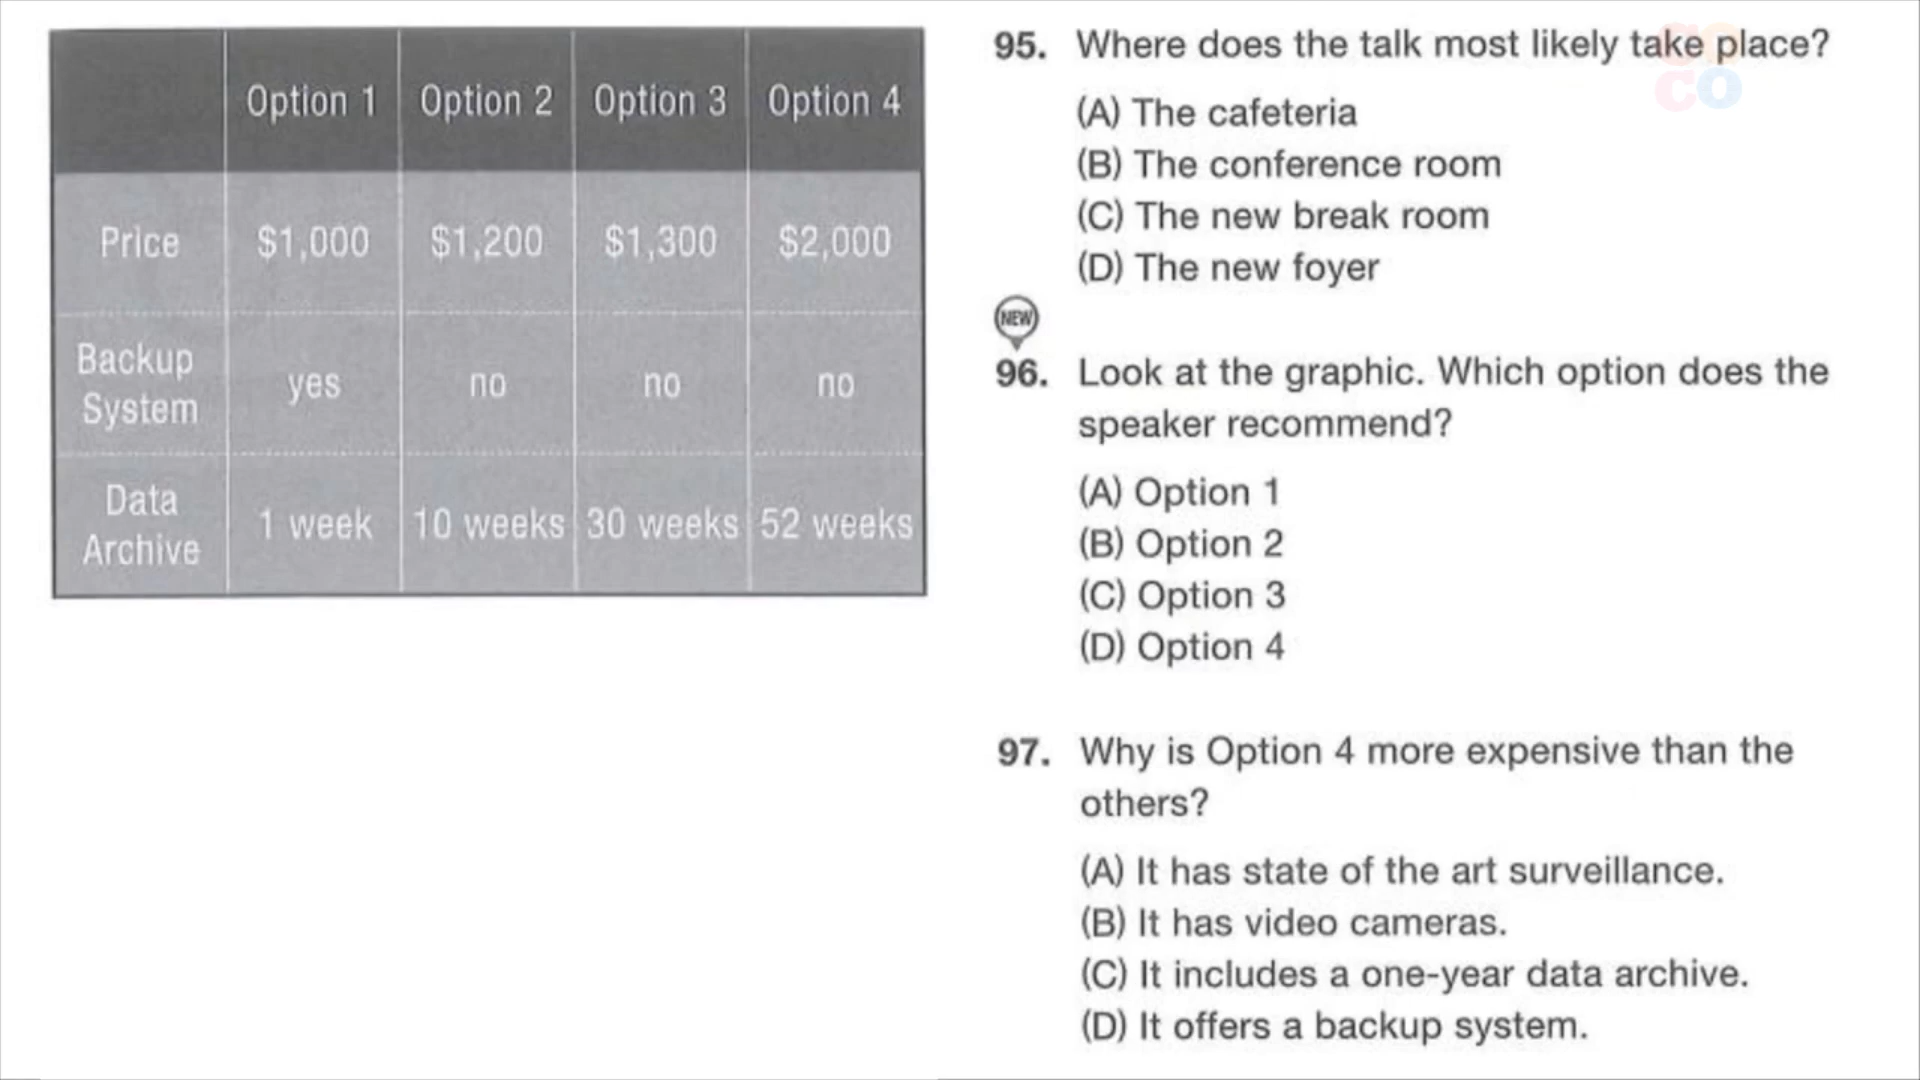 Option 1 Option 2 Option 3 Option 4
Price $1,000 $1,200 $1,300 $2,000
Backup System yes no no no
Data Archive 1 week 10 weeks 30 weeks 52 weeks
95. Where does the talk most likely take place?
(A) The cafeteria
(B) The conference room
(C) The new break room
(D) The new foyer
NEW
96. Look at the graphic. Which option does the
speaker recommend?
(A) Option 1
(B) Option 2
(C) Option 3
(D) Option 4
97. Why is Option 4 more expensive than the
others?
(A) It has state of the art surveillance.
(B) It has video cameras.
(C) It includes a one-year data archive.
(D) It offers a backup system.
GO
CO